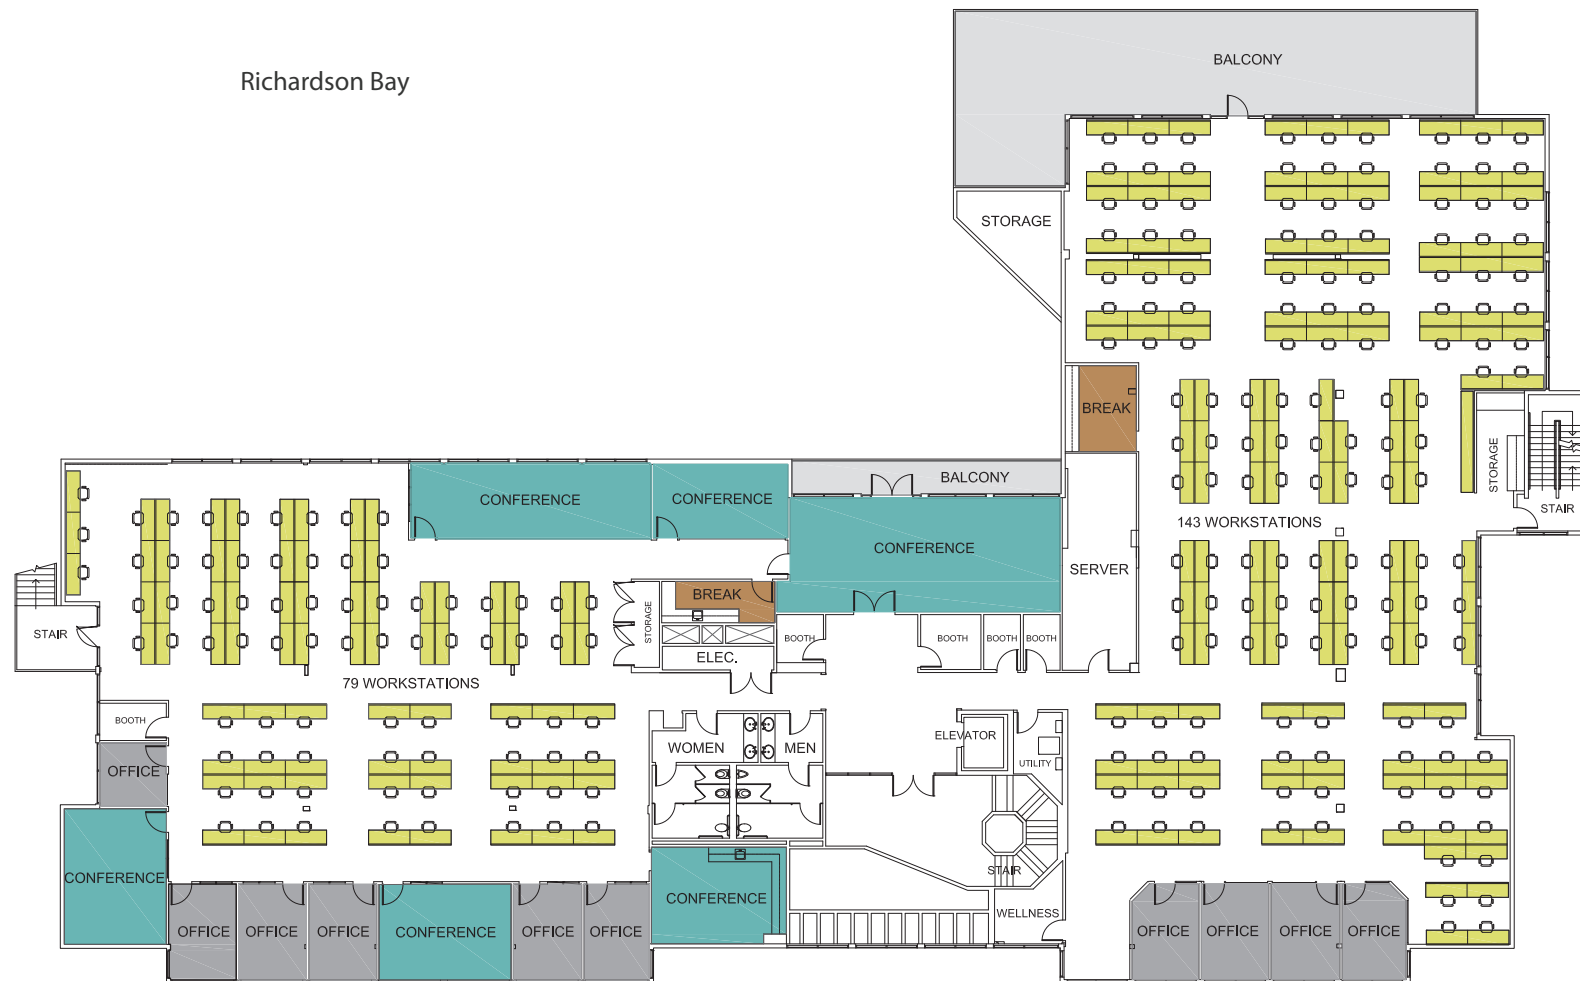 BALCONY
Richardson Bay
STORAGE
BREAK
STORAGE
CONFERENCE
CONFERENCE
BALCONY
STAIR
143 WORKSTATIONS
CONFERENCE
SERVER
BREAK
STORAGE
STAIR
BOOTH
BOOTH
BOOTH
BOOTH
ELEC.
79 WORKSTATIONS
BOOTH
WOMEN
MEN
ELEVATOR
UTILITY
OFFICE
STAIR
CONFERENCE
CONFERENCE
WELLNESS
OFFICE
OFFICE
OFFICE
CONFERENCE
OFFICE
OFFICE
OFFICE
OFFICE
OFFICE
OFFICE